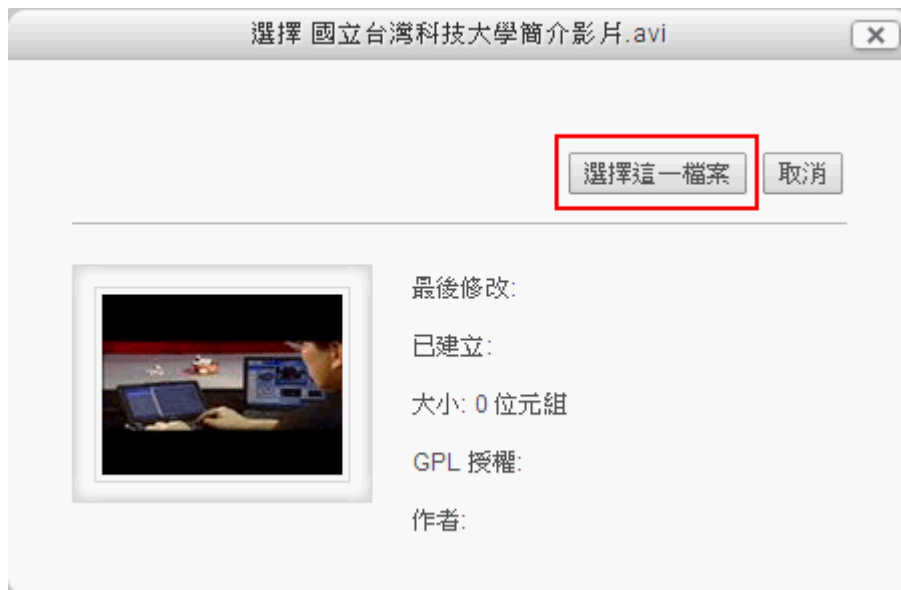 選擇 國立台灣科技大學簡介影片.avi
選擇這一檔案 取消
最後修改:
已建立:
大小: 0 位元組
GPL 授權:
作者: